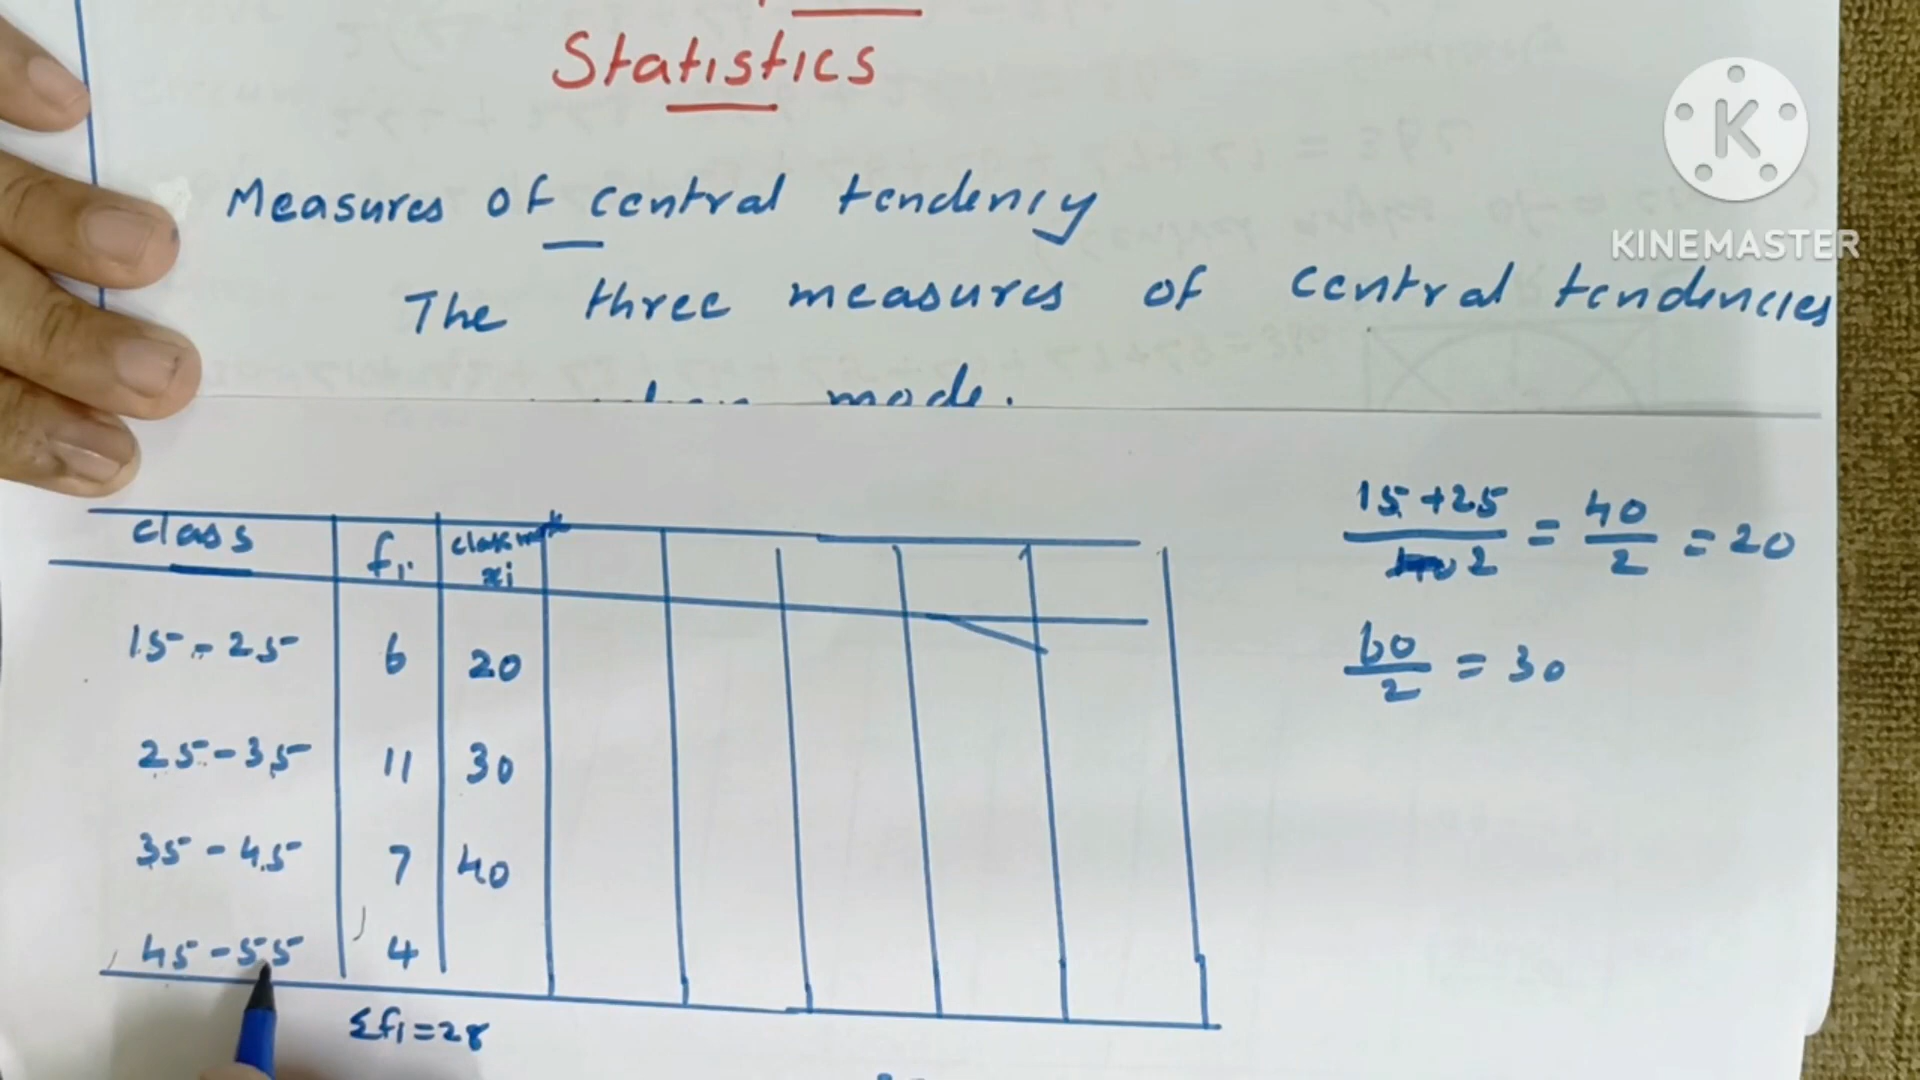 Statistics
Measures of central tendency
The three measures of central tendencies
mode.
K
KINEMASTER
class fi class mark xi
15-25 6 20
25-35 11 30
35-45 7 40
45-55 4
Σfi=28
15+25/2 = 40/2 = 20
60/2 = 30